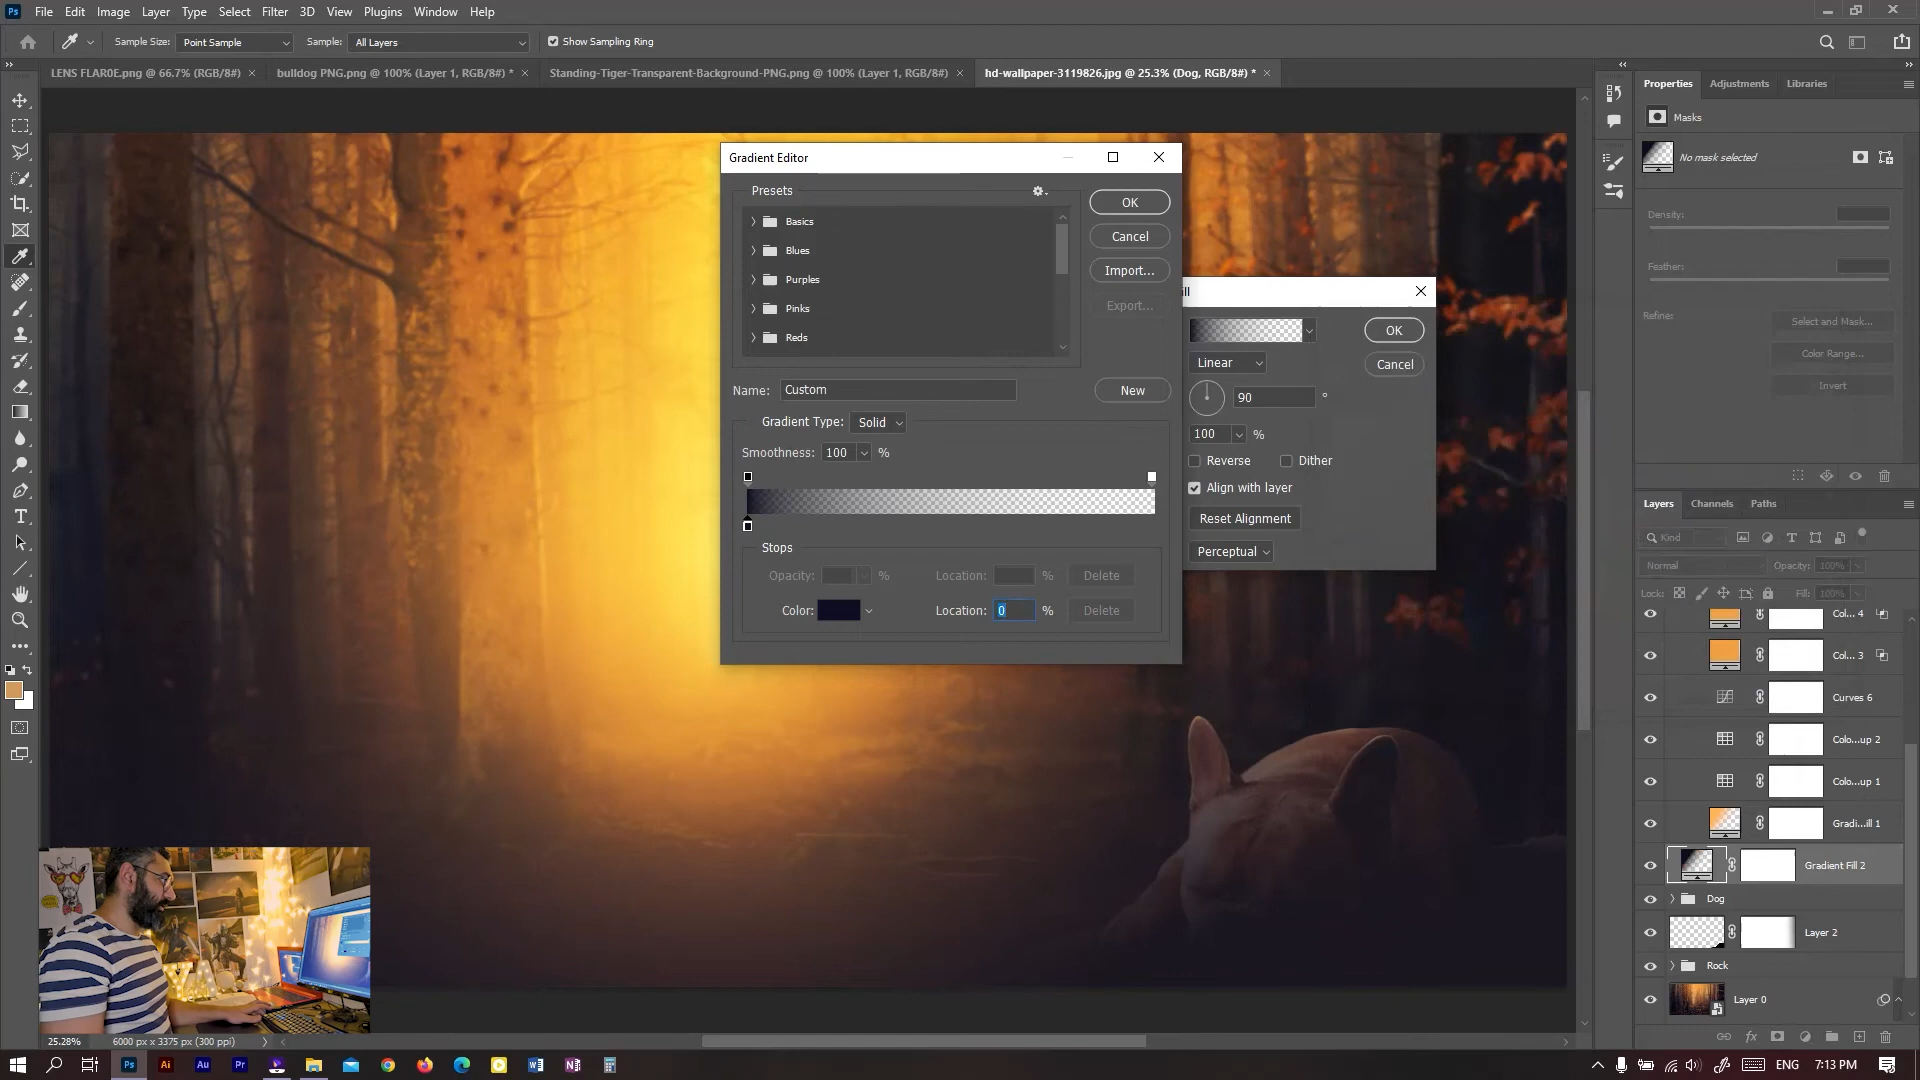 Ps File Edit Image Layer Type Select Filter 3D View Plugins Window Help
Sample Size: Point Sample Sample: All Layers Show Sampling Ring
LENS FLAR0E.png @ 66.7% (RGB/8#) × bulldog PNG.png @ 100% (Layer 1, RGB/8#) * × Standing-Tiger-Transparent-Background-PNG.png @ 100% (Layer 1, RGB/8#) × hd-wallpaper-3119826.jpg @ 25.3% (Dog, RGB/8#) * ×
Gradient Editor
Presets
Basics
Blues
Purples
Pinks
Reds
OK
Cancel
Import...
Export...
Name: Custom
New
Gradient Type: Solid
Smoothness: 100 %
Stops
Opacity: % Location: % Delete
Color: Location: 0 % Delete
ill
OK
Linear
Cancel
90 °
100 %
Reverse Dither
Align with layer
Reset Alignment
Perceptual
Properties Adjustments Libraries
Masks
No mask selected
Density:
Feather:
Refine: Select and Mask...
Color Range...
Invert
Layers Channels Paths
Kind
Normal Opacity: 100%
Lock: Fill: 100%
Col... 4
Col... 3
Curves 6
Colo...up 2
Colo...up 1
Gradi...ill 1
Gradient Fill 2
Dog
Layer 2
Rock
Layer 0
25.28% 6000 px x 3375 px (300 ppi)
Ps Ai Au Pr W N ENG 7:13 PM